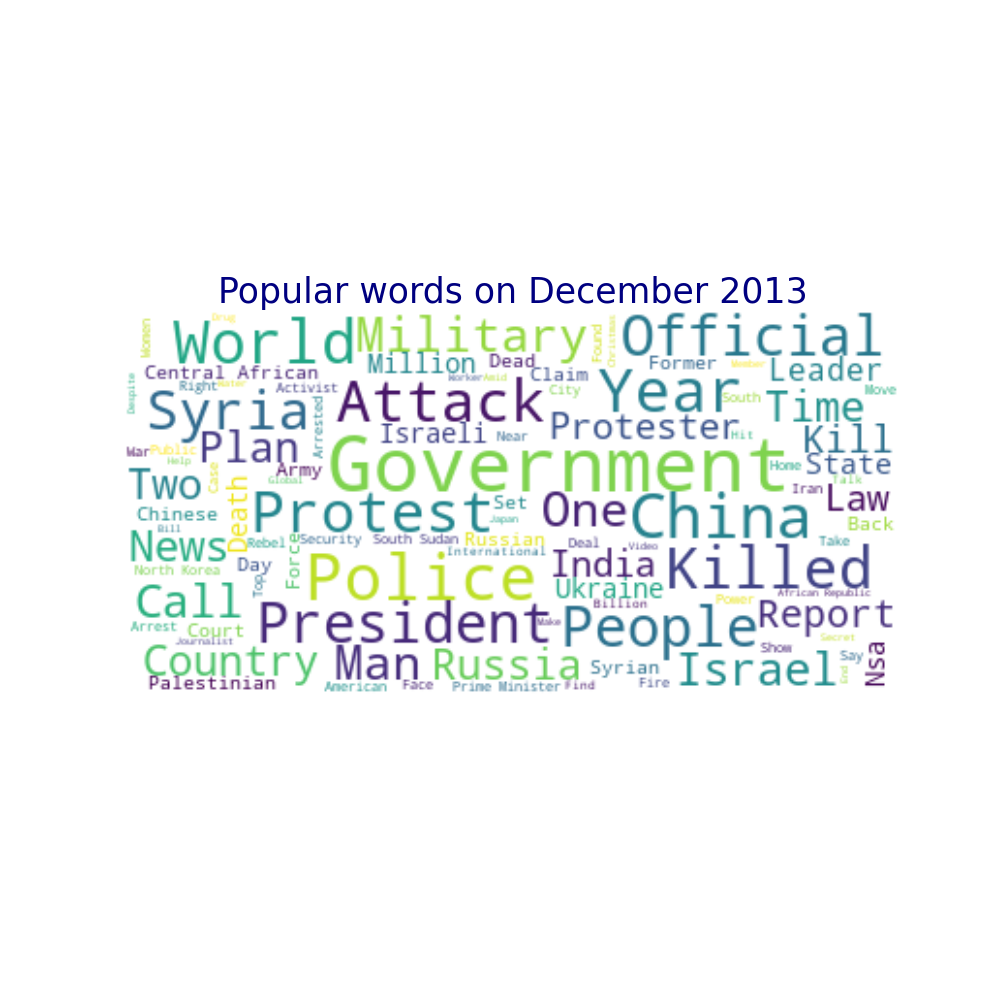 Popular words on December 2013
Women
Drug
World
Military
Found
Christmas
Official
Central African
Million
Dead
Claim
Former
Member
Leader
Despite
Right
Water
Activist
Worker
Amid
City
Year
South
Move
Syria
Arrested
Attack
Time
War
Public
Help
Plan
Israeli
Near
Protester
Hit
Kill
Two
Case
Army
Global
Government
Home
State
Iran
Talk
Chinese
Death
Protest
Set
Japan
One
China
Law
Back
Bill
News
Rebel
Force
Security
South Sudan
Russian
International
Deal
Video
Take
North Korea
Day
Top
Police
India
Killed
Call
Ukraine
Billion
Power
African Republic
Arrest
Court
Journalist
President
Make
People
Report
Secret
Country
Man
Russia
Syrian
Israel
Show
Say
End
Nsa
Palestinian
American
Face
Prime Minister
Find
Fire